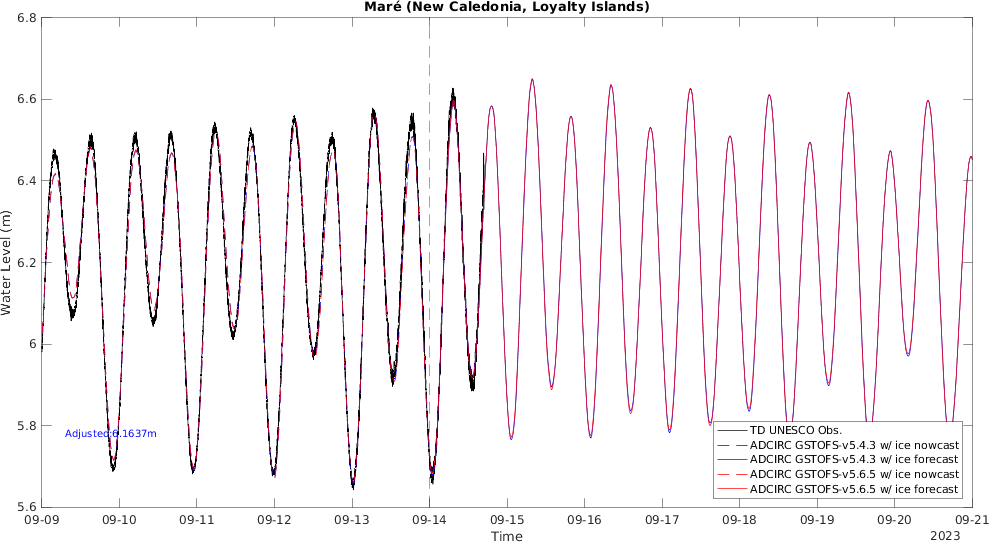 Maré (New Caledonia, Loyalty Islands)
6.8
6.6
6.4
6.2
6
5.8
5.6
Water Level (m)
Adjusted:6.1637m
TD UNESCO Obs.
ADCIRC GSTOFS-v5.4.3 w/ ice nowcast
ADCIRC GSTOFS-v5.4.3 w/ ice forecast
ADCIRC GSTOFS-v5.6.5 w/ ice nowcast
ADCIRC GSTOFS-v5.6.5 w/ ice forecast
09-09 09-10 09-11 09-12 09-13 09-14 09-15 09-16 09-17 09-18 09-19 09-20 09-21
Time
2023